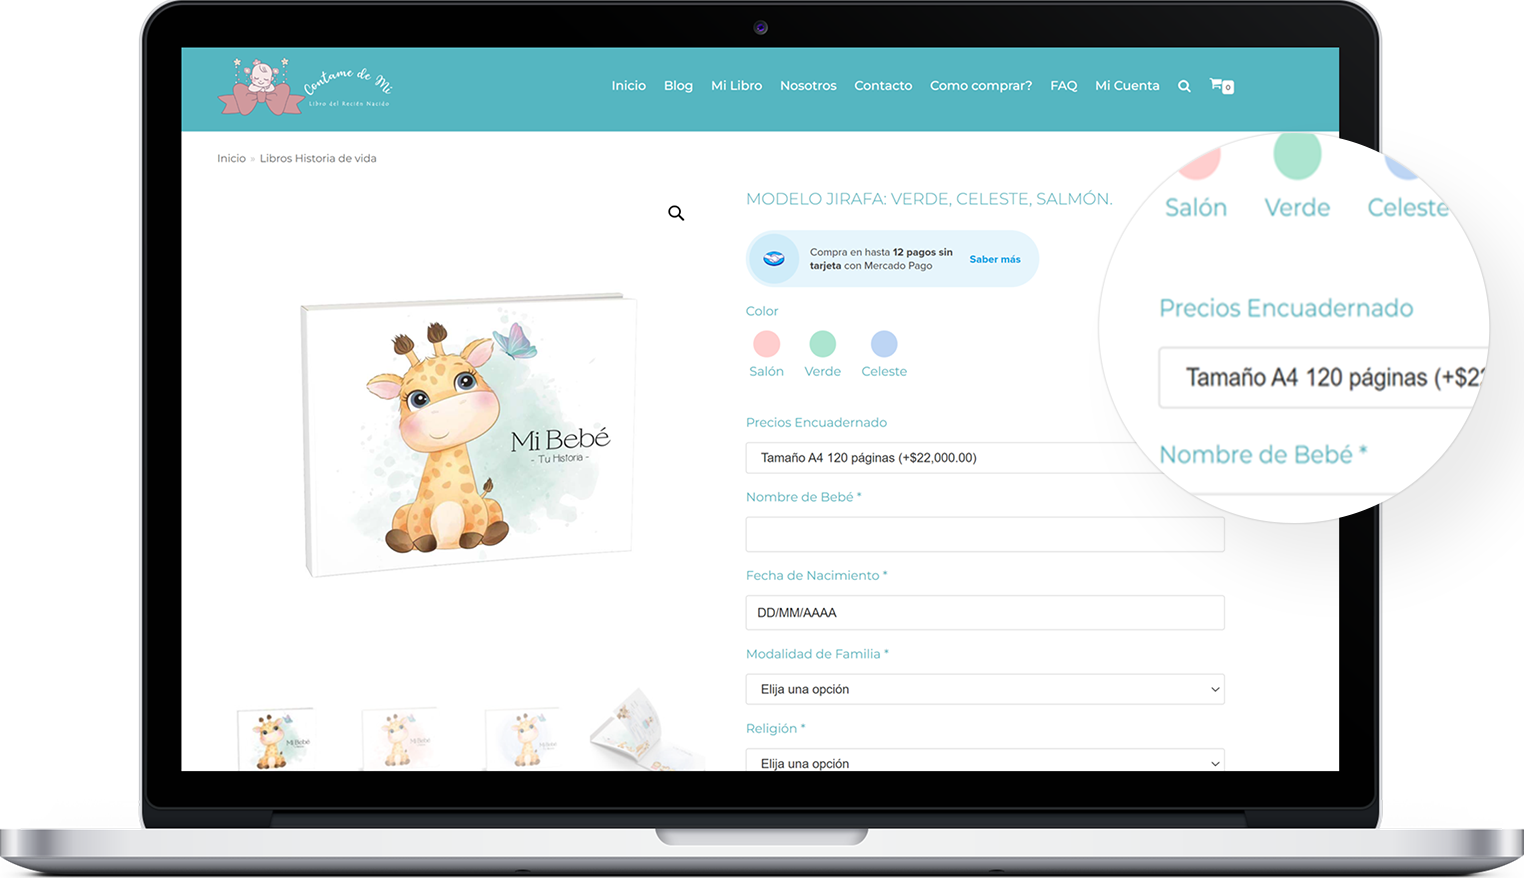 Contame de Mi
Libro del Recién Nacido
Inicio Blog Mi Libro Nosotros Contacto Como comprar? FAQ Mi Cuenta 0
Inicio » Libros Historia de vida
MODELO JIRAFA: VERDE, CELESTE, SALMÓN.
Compra en hasta 12 pagos sin
tarjeta con Mercado Pago
Saber más
Color
Salón Verde Celeste
Precios Encuadernado
Tamaño A4 120 páginas (+$22,000.00)
Nombre de Bebé *
Fecha de Nacimiento *
DD/MM/AAAA
Modalidad de Familia *
Elija una opción
Religión *
Elija una opción
Mi Bebé
- Tu Historia -
Mi Bebé
Salón Verde Celeste
Precios Encuadernado
Tamaño A4 120 páginas (+$22
Nombre de Bebé *